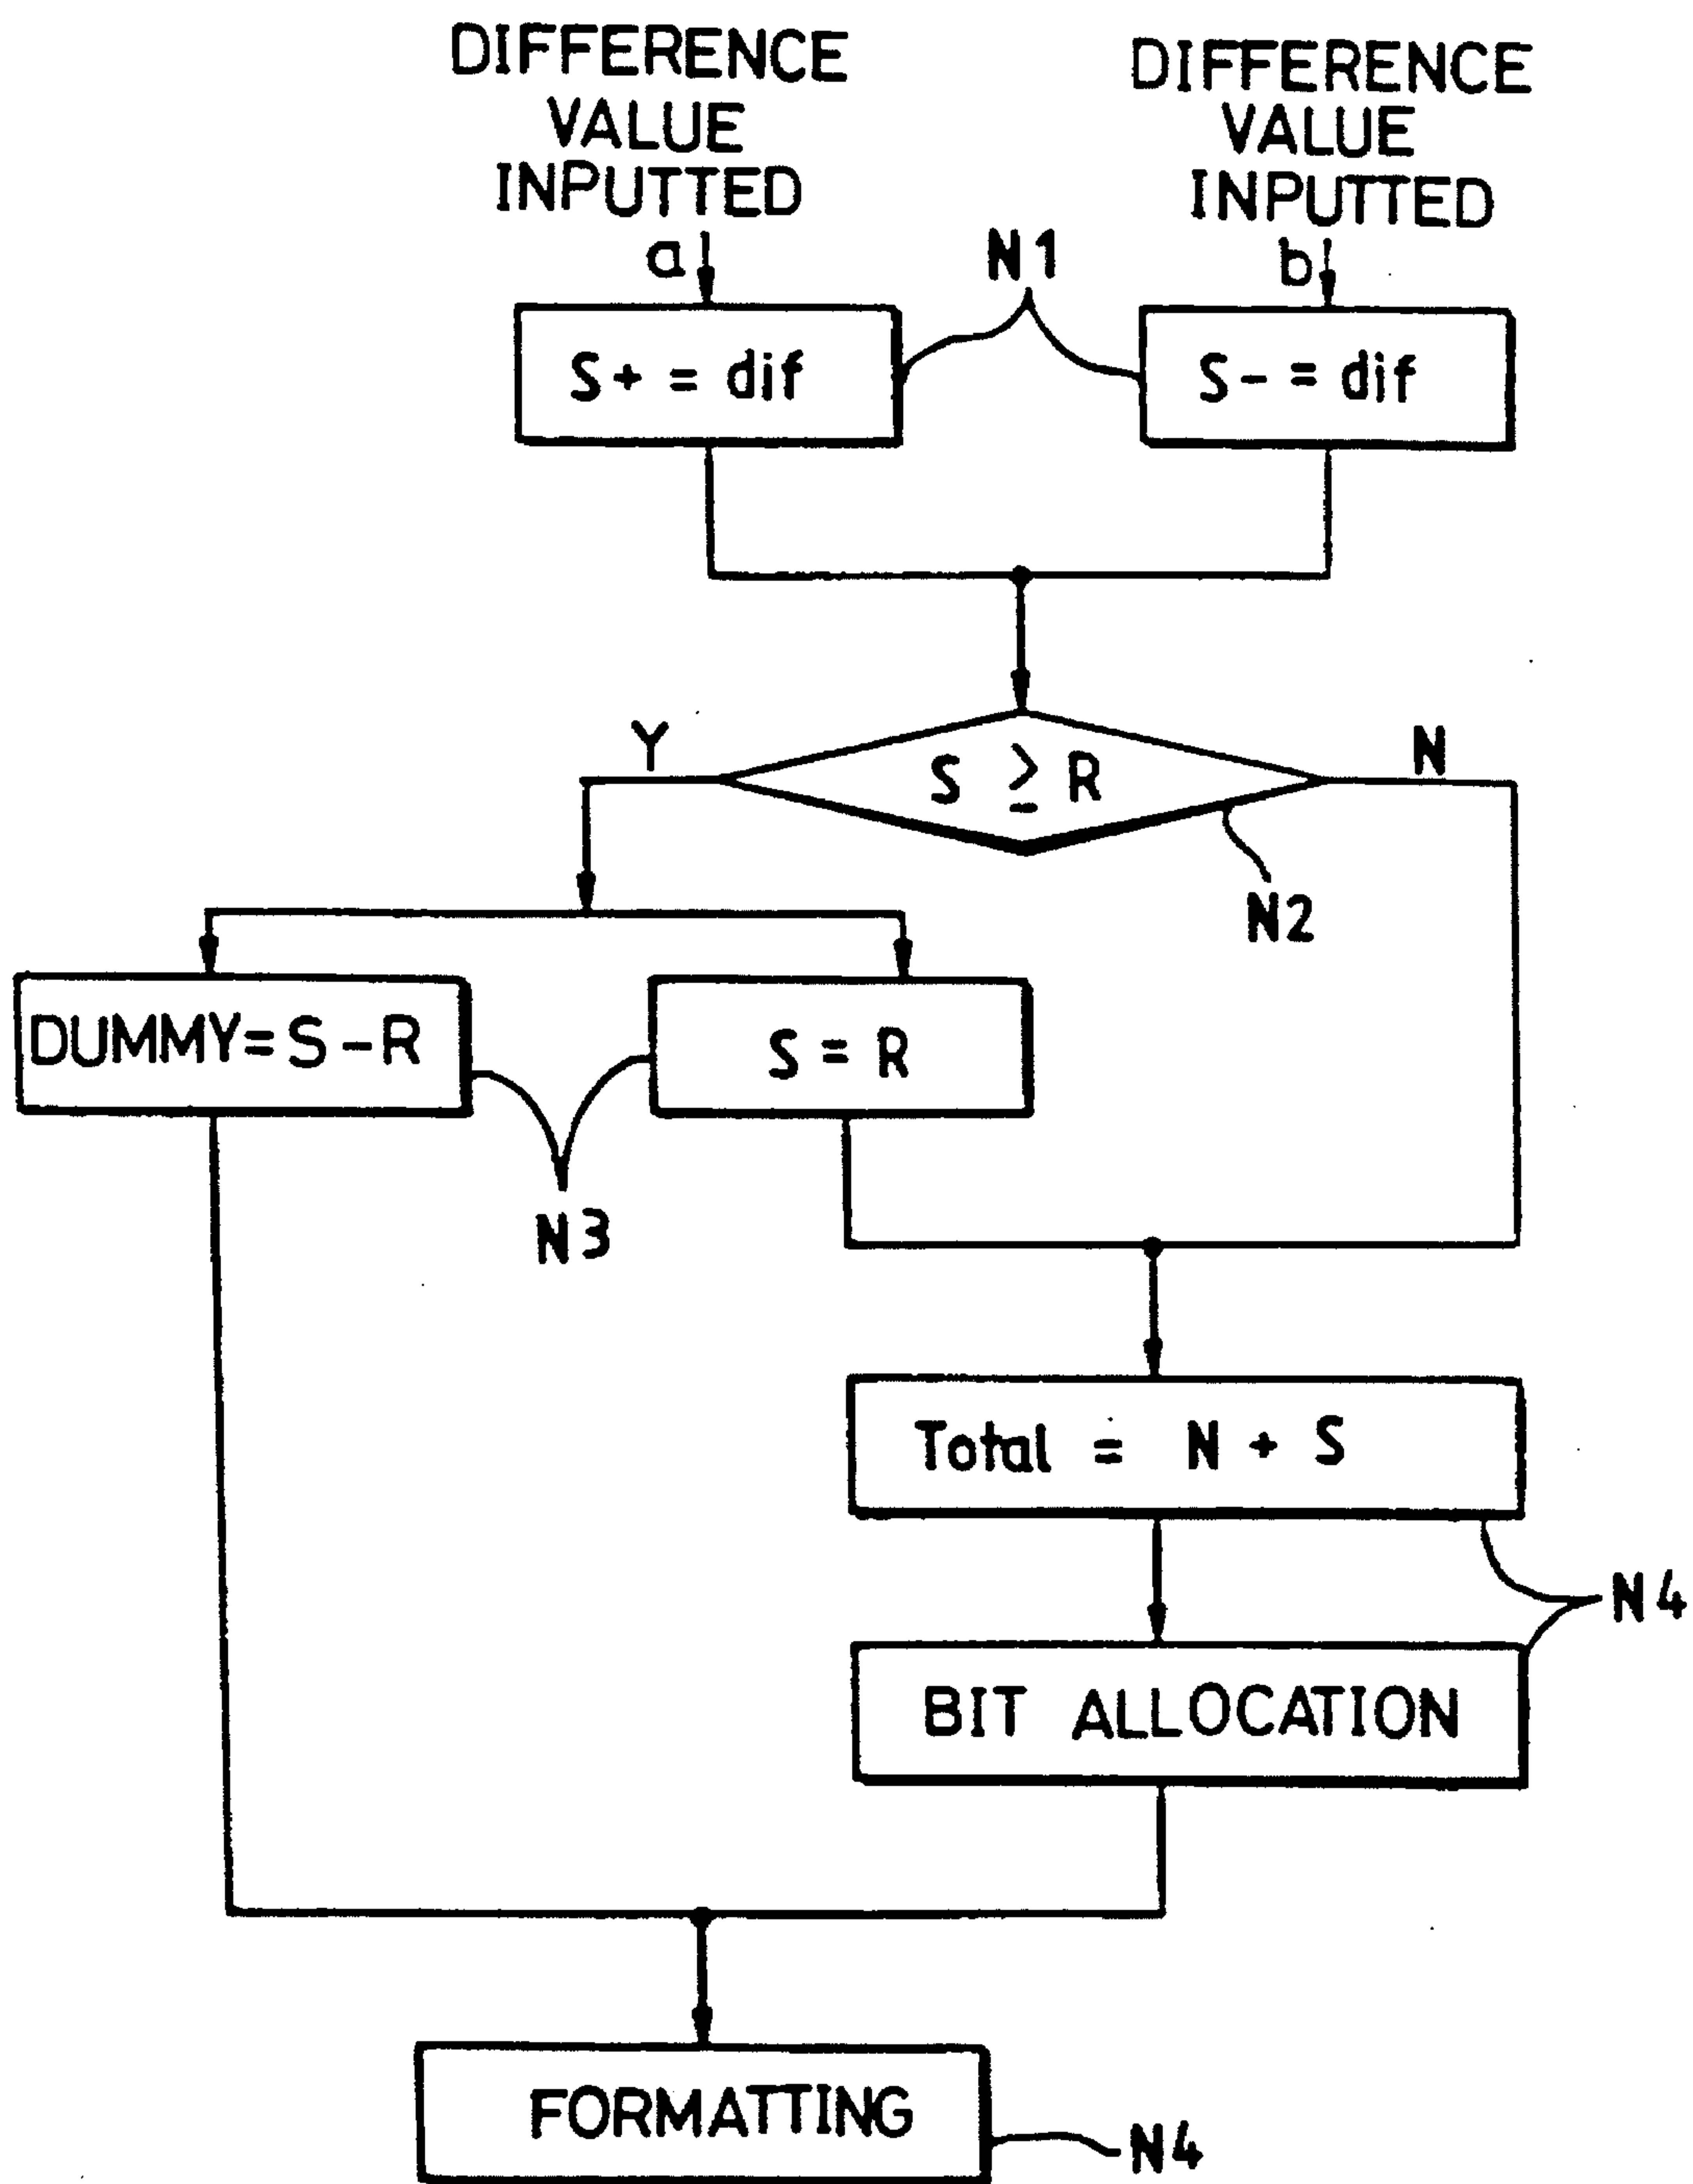 DIFFERENCE
VALUE
INPUTTED
a
DIFFERENCE
VALUE
INPUTTED
b
N1
S+ = dif
S- = dif
Y
S ≥ R
N
N2
DUMMY=S-R
S = R
N3
Total = N + S
N4
BIT ALLOCATION
FORMATTING
N4